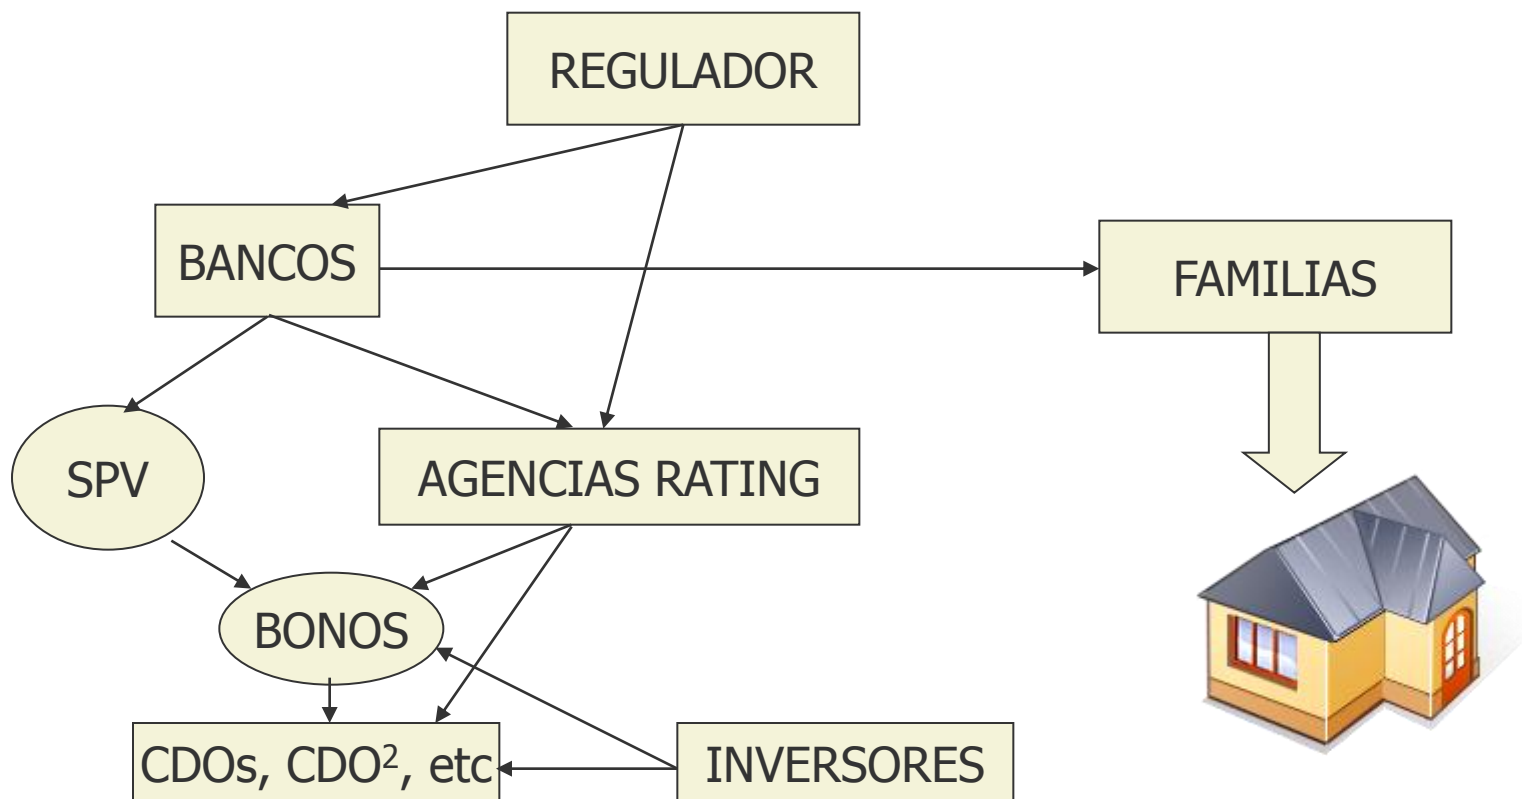 REGULADOR
BANCOS
FAMILIAS
SPV
AGENCIAS RATING
BONOS
CDOs, CDO², etc
INVERSORES